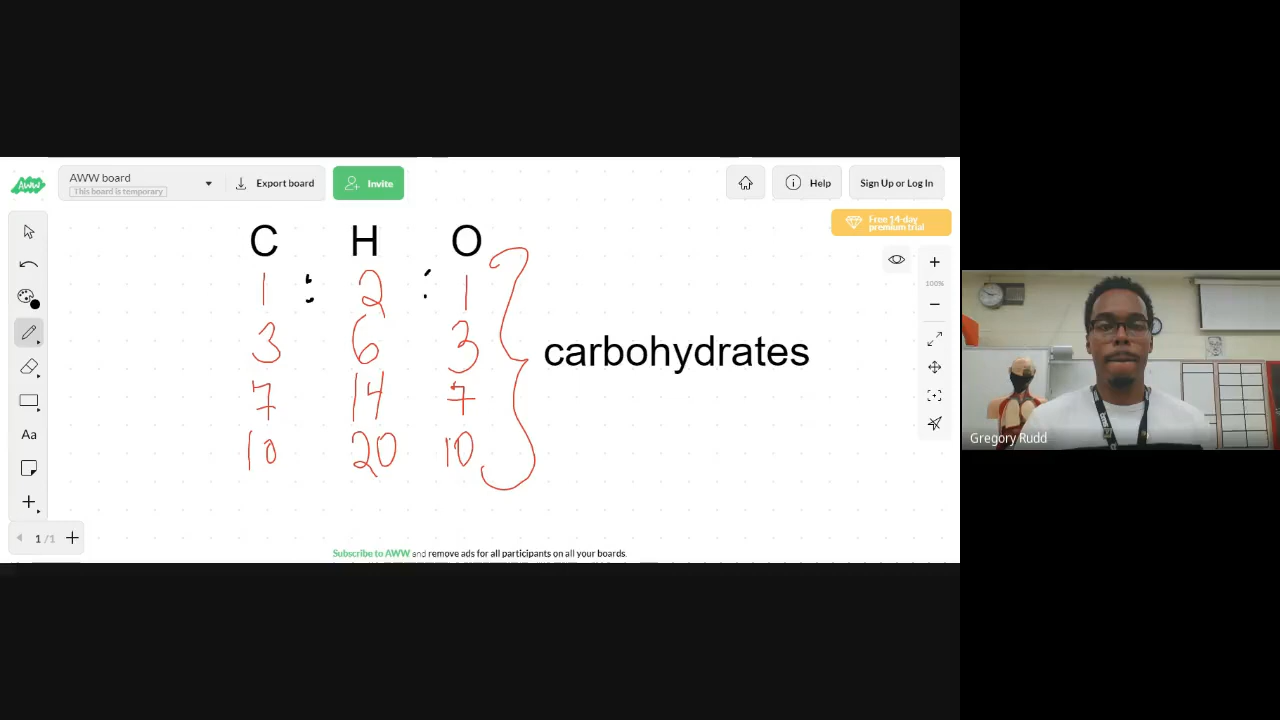 AWW
AWW board
This board is temporary
Export board
Invite
Help
Sign Up or Log In
Free 14-day
premium trial
100%
C H O
1 : 2 : 1
3 6 3
7 14 7
10 20 10
carbohydrates
Aa
1 /1
Subscribe to AWW and remove ads for all participants on all your boards.
Gregory Rudd